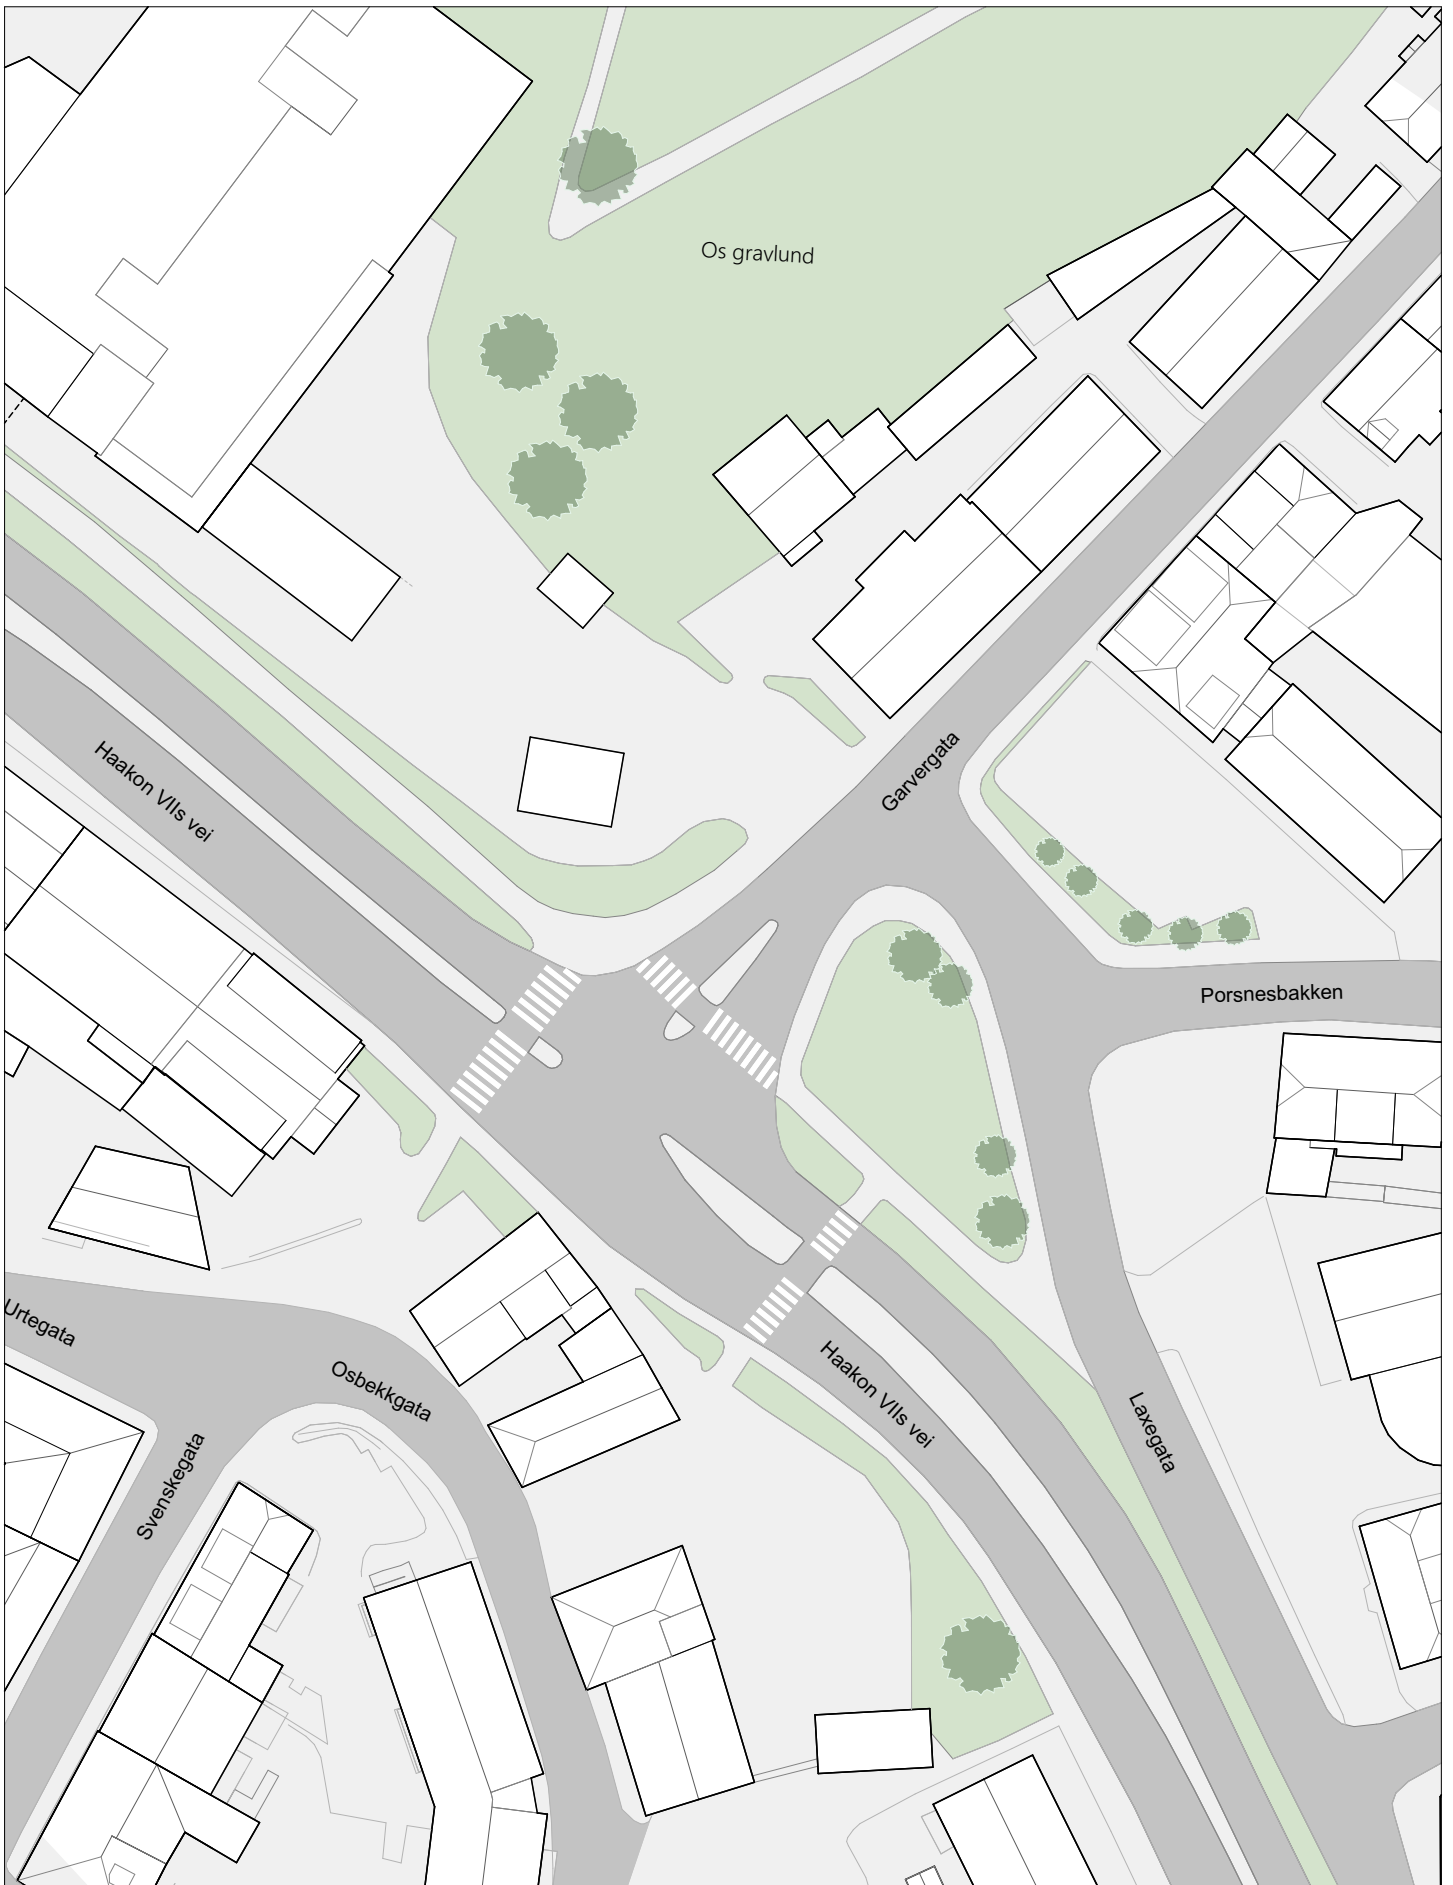 Os gravlund
Haakon VIIs vei
Garvergata
Porsnesbakken
Urtegata
Osbekkgata
Haakon VIIs vei
Svenskegata
Laxegata